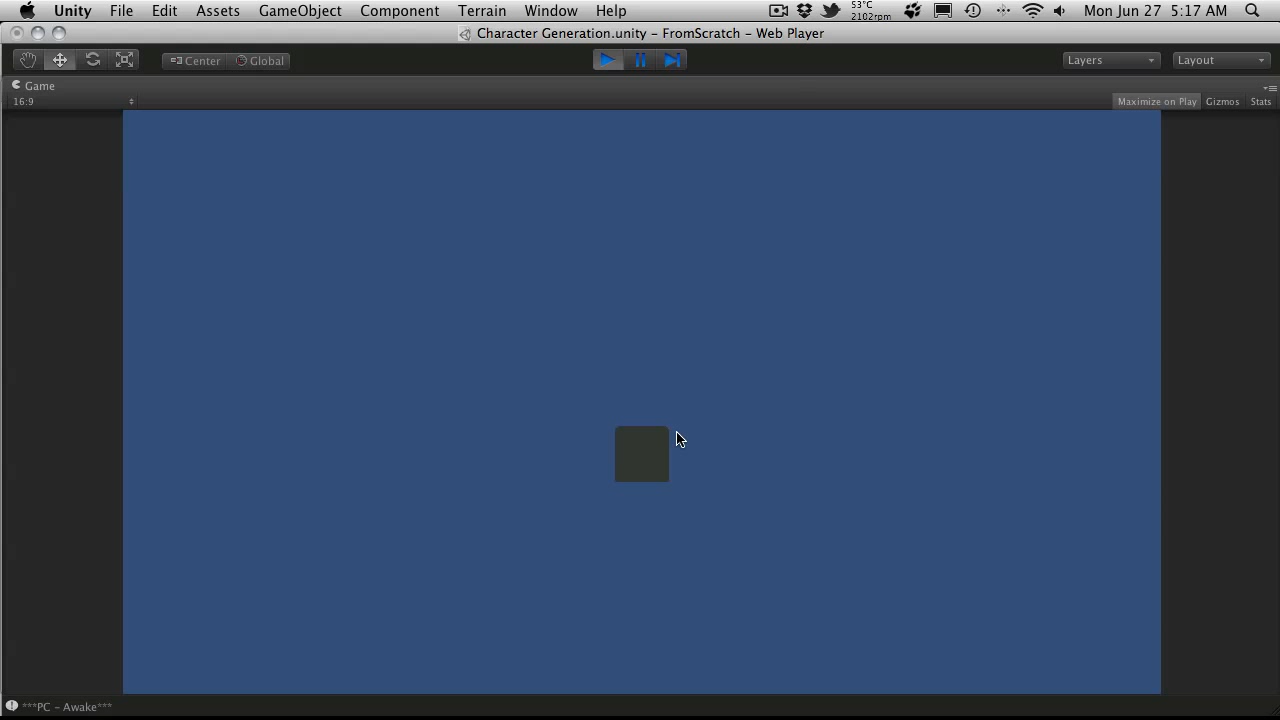 Unity File Edit Assets GameObject Component Terrain Window Help 53°C 2102rpm Mon Jun 27 5:17 AM
Character Generation.unity – FromScratch – Web Player
Center Global Layers Layout
Game
16:9 Maximize on Play Gizmos Stats
***PC – Awake***